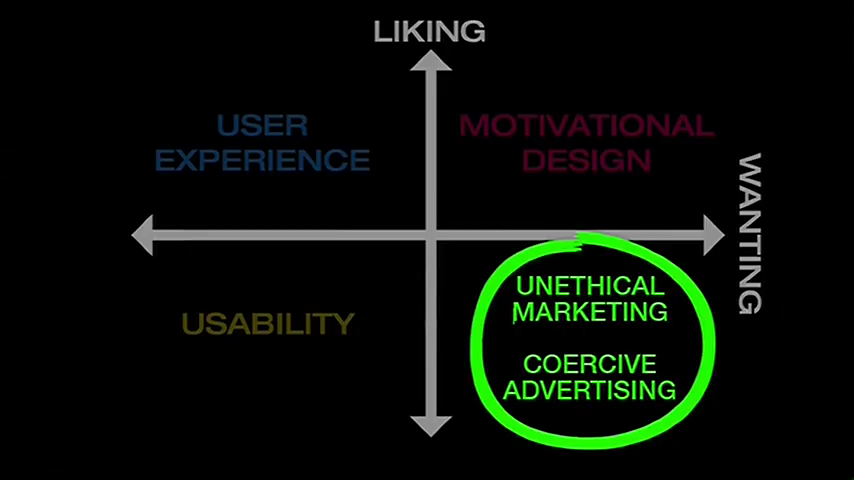 LIKING
USER
EXPERIENCE
MOTIVATIONAL
DESIGN
WANTING
USABILITY
UNETHICAL
MARKETING
COERCIVE
ADVERTISING